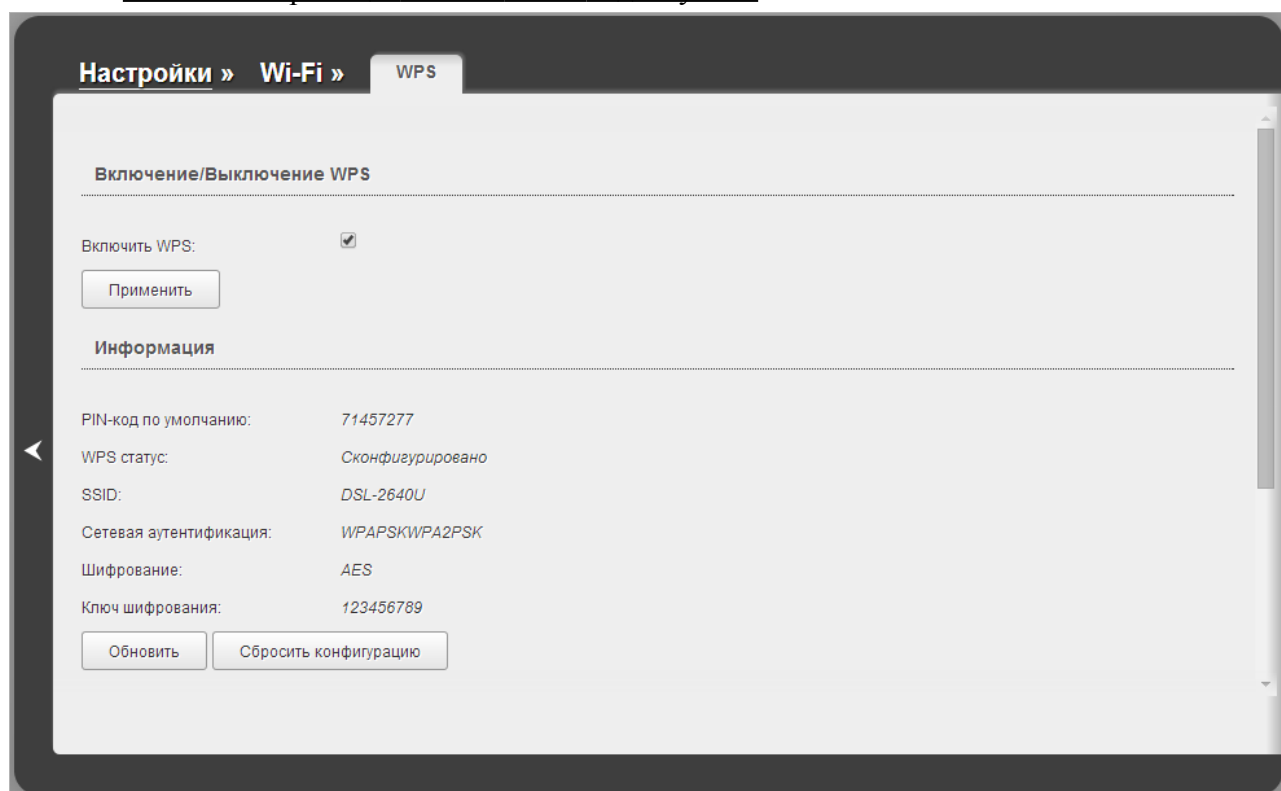 Настройки » Wi-Fi » WPS
Включение/Выключение WPS
Включить WPS:
Применить
Информация
PIN-код по умолчанию: 71457277
WPS статус: Сконфигурировано
SSID: DSL-2640U
Сетевая аутентификация: WPAPSKWPA2PSK
Шифрование: AES
Ключ шифрования: 123456789
Обновить Сбросить конфигурацию